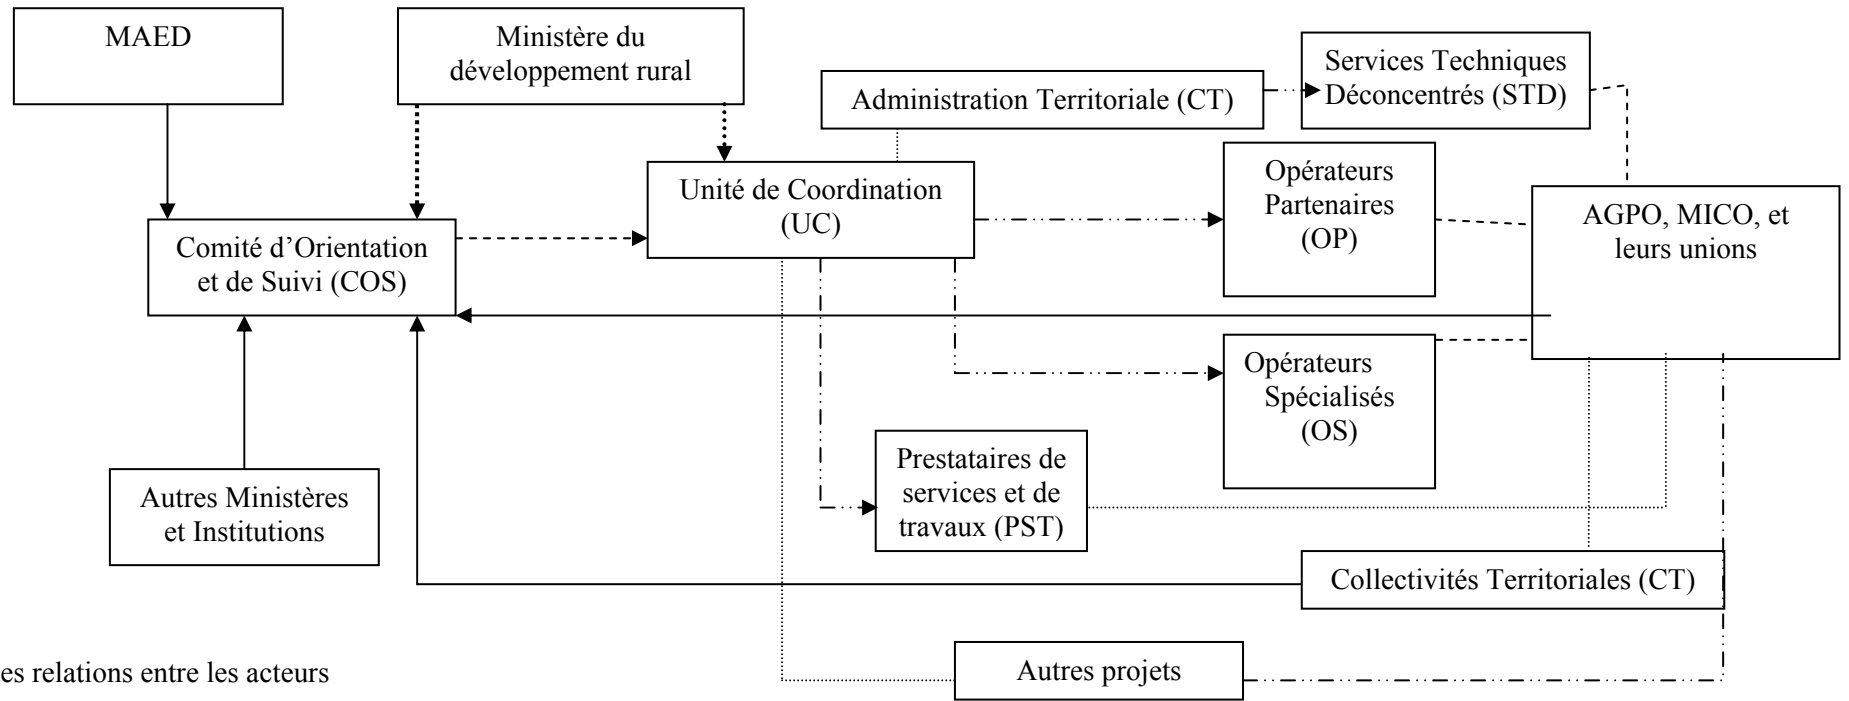 MAED
Ministère du
développement rural
Administration Territoriale (CT)
Services Techniques
Déconcentrés (STD)
Unité de Coordination
(UC)
Opérateurs
Partenaires
(OP)
AGPO, MICO, et
leurs unions
Comité d’Orientation
et de Suivi (COS)
Opérateurs
Spécialisés
(OS)
Prestataires de
services et de
travaux (PST)
Autres Ministères
et Institutions
Collectivités Territoriales (CT)
Autres projets
es relations entre les acteurs